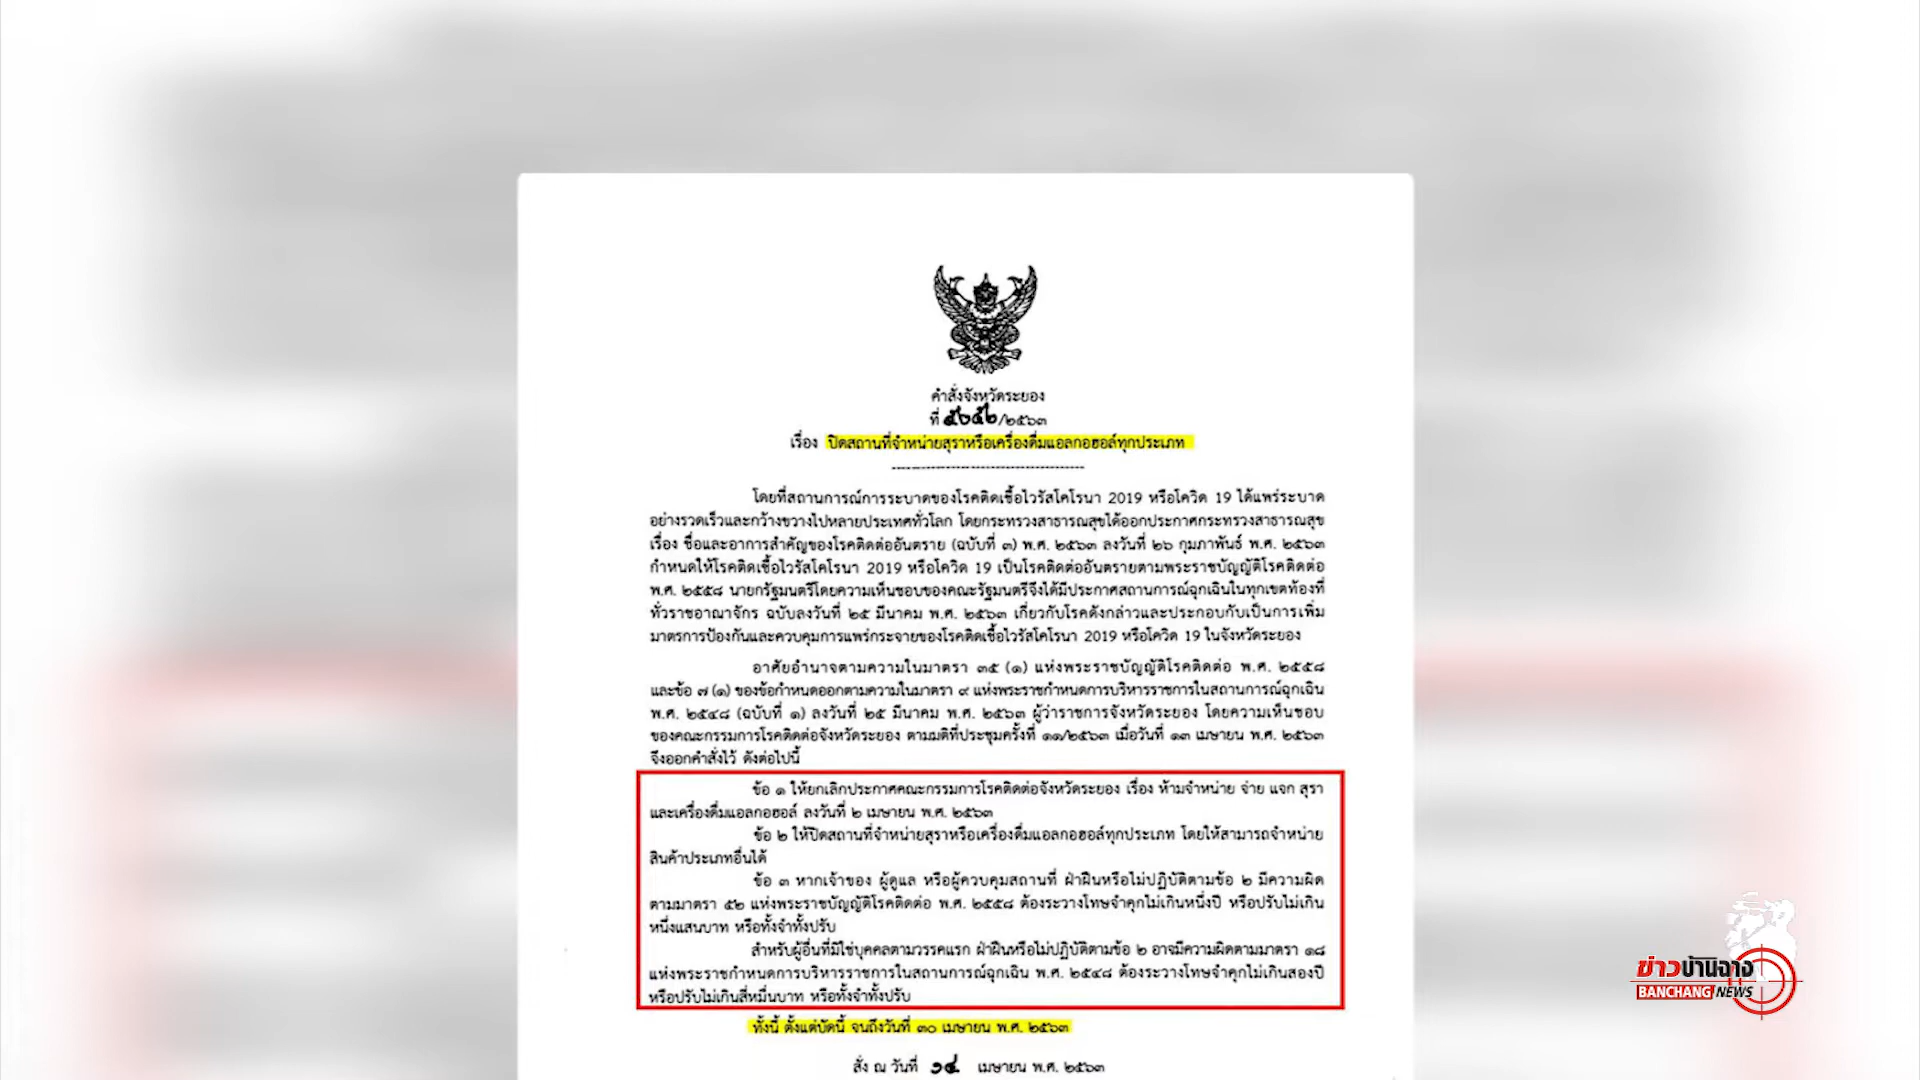 คำสั่งจังหวัดระยอง
ที่ /๒๕๖๓
เรื่อง ปิดสถานที่จำหน่ายสุราหรือเครื่องดื่มแอลกอฮอล์ทุกประเภท
โดยที่สถานการณ์การระบาดของโรคติดเชื้อไวรัสโคโรนา 2019 หรือโควิด 19 ได้แพร่ระบาด
อย่างรวดเร็วและกว้างขวางไปหลายประเทศทั่วโลก โดยกระทรวงสาธารณสุขได้ออกประกาศกระทรวงสาธารณสุข
เรื่อง ชื่อและอาการสำคัญของโรคติดต่ออันตราย (ฉบับที่ ๓) พ.ศ. ๒๕๖๓ ลงวันที่ ๒๖ กุมภาพันธ์ พ.ศ. ๒๕๖๓
กำหนดให้โรคติดเชื้อไวรัสโคโรนา 2019 หรือโควิด 19 เป็นโรคติดต่ออันตรายตามพระราชบัญญัติโรคติดต่อ
พ.ศ. ๒๕๕๘ นายกรัฐมนตรีโดยความเห็นชอบของคณะรัฐมนตรีจึงได้มีประกาศสถานการณ์ฉุกเฉินในทุกเขตท้องที่
ทั่วราชอาณาจักร ฉบับลงวันที่ ๒๕ มีนาคม พ.ศ. ๒๕๖๓ เกี่ยวกับโรคดังกล่าวและประกอบกับเป็นการเพิ่ม
มาตรการป้องกันและควบคุมการแพร่กระจายของโรคติดเชื้อไวรัสโคโรนา 2019 หรือโควิด 19 ในจังหวัดระยอง
อาศัยอำนาจตามความในมาตรา ๓๕ (๑) แห่งพระราชบัญญัติโรคติดต่อ พ.ศ. ๒๕๕๘
และข้อ ๗ (๑) ของข้อกำหนดออกตามความในมาตรา ๙ แห่งพระราชกำหนดการบริหารราชการในสถานการณ์ฉุกเฉิน
พ.ศ. ๒๕๔๘ (ฉบับที่ ๑) ลงวันที่ ๒๕ มีนาคม พ.ศ. ๒๕๖๓ ผู้ว่าราชการจังหวัดระยอง โดยความเห็นชอบ
ของคณะกรรมการโรคติดต่อจังหวัดระยอง ตามมติที่ประชุมครั้งที่ ๑๑/๒๕๖๓ เมื่อวันที่ ๑๓ เมษายน พ.ศ. ๒๕๖๓
จึงออกคำสั่งไว้ ดังต่อไปนี้
ข้อ ๑ ให้ยกเลิกประกาศคณะกรรมการโรคติดต่อจังหวัดระยอง เรื่อง ห้ามจำหน่าย จ่าย แจก สุรา
และเครื่องดื่มแอลกอฮอล์ ลงวันที่ ๒ เมษายน พ.ศ. ๒๕๖๓
ข้อ ๒ ให้ปิดสถานที่จำหน่ายสุราหรือเครื่องดื่มแอลกอฮอล์ทุกประเภท โดยให้สามารถจำหน่าย
สินค้าประเภทอื่นได้
ข้อ ๓ หากเจ้าของ ผู้ดูแล หรือผู้ควบคุมสถานที่ ฝ่าฝืนหรือไม่ปฏิบัติตามข้อ ๒ มีความผิด
ตามมาตรา ๕๒ แห่งพระราชบัญญัติโรคติดต่อ พ.ศ. ๒๕๕๘ ต้องระวางโทษจำคุกไม่เกินหนึ่งปี หรือปรับไม่เกิน
หนึ่งแสนบาท หรือทั้งจำทั้งปรับ
สำหรับผู้อื่นที่มิใช่บุคคลตามวรรคแรก ฝ่าฝืนหรือไม่ปฏิบัติตามข้อ ๒ อาจมีความผิดตามมาตรา ๑๘
แห่งพระราชกำหนดการบริหารราชการในสถานการณ์ฉุกเฉิน พ.ศ. ๒๕๔๘ ต้องระวางโทษจำคุกไม่เกินสองปี
หรือปรับไม่เกินสี่หมื่นบาท หรือทั้งจำทั้งปรับ
ทั้งนี้ ตั้งแต่บัดนี้ จนถึงวันที่ ๓๐ เมษายน พ.ศ. ๒๕๖๓
สั่ง ณ วันที่ ๑๔ เมษายน พ.ศ. ๒๕๖๓
ข่าวบ้านฉาง
BANCHANG NEWS